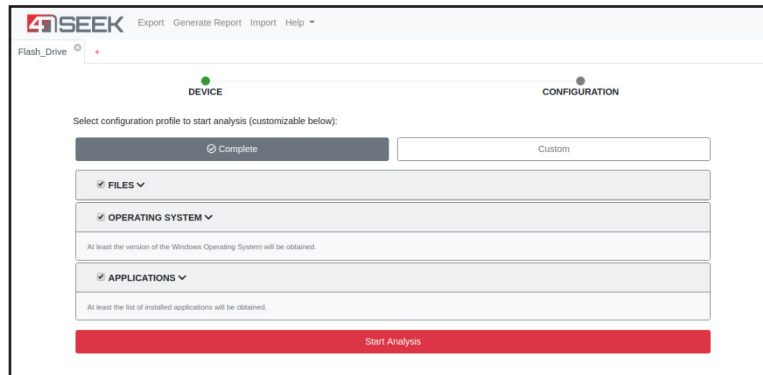 4NSEEK Export Generate Report Import Help
Flash_Drive +
DEVICE CONFIGURATION
Select configuration profile to start analysis (customizable below):
Complete Custom
FILES
OPERATING SYSTEM
At least the version of the Windows Operating System will be obtained.
APPLICATIONS
At least the list of installed applications will be obtained.
Start Analysis